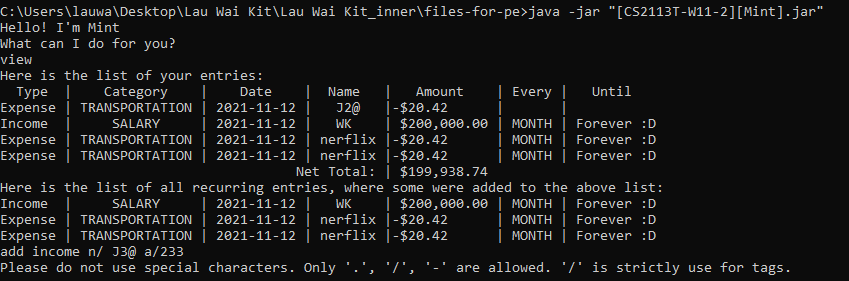 C:\Users\lauwa\Desktop\Lau Wai Kit\Lau Wai Kit_inner\files-for-pe>java -jar "[CS2113T-W11-2][Mint].jar"
Hello! I'm Mint
What can I do for you?
view
Here is the list of your entries:
  Type  |    Category    |    Date    |   Name   |   Amount    | Every |   Until
Expense | TRANSPORTATION | 2021-11-12 |   J2@    |-$20.42      |       |
Income  |     SALARY     | 2021-11-12 |    WK    | $200,000.00 | MONTH | Forever :D
Expense | TRANSPORTATION | 2021-11-12 | nerflix |-$20.42      | MONTH | Forever :D
Expense | TRANSPORTATION | 2021-11-12 | nerflix |-$20.42      | MONTH | Forever :D
                                    Net Total: | $199,938.74
Here is the list of all recurring entries, where some were added to the above list:
Income  |     SALARY     | 2021-11-12 |    WK    | $200,000.00 | MONTH | Forever :D
Expense | TRANSPORTATION | 2021-11-12 | nerflix |-$20.42      | MONTH | Forever :D
Expense | TRANSPORTATION | 2021-11-12 | nerflix |-$20.42      | MONTH | Forever :D
add income n/ J3@ a/233
Please do not use special characters. Only '.', '/', '-' are allowed. '/' is strictly use for tags.